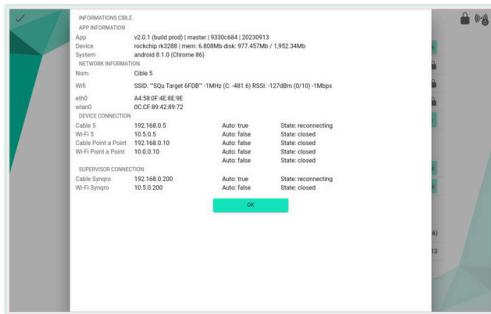 INFORMATIONS CIBLE
APP INFORMATION
App v2.0.1 (build prod) | master | 9330c684 | 20230913
Device rockchip rk3288 | mem: 6.808Mb disk: 977.457Mb / 1,952.34Mb
System android 8.1.0 (Chrome 86)
NETWORK INFORMATION
Nom Cible 5
Wifi SSID: ""SQu Target 6FDB"" -1MHz (C: -481.6) RSSI: -127dBm (0/10) -1Mbps
eth0 A4:58:0F:4E:8E:9E
wlan0 0C:CF:89:42:89:72
DEVICE CONNECTION
Cable 5 192.168.0.5 Auto: true State: reconnecting
Wi-Fi 5 10.5.0.5 Auto: false State: closed
Cable Point a Point 192.168.0.10 Auto: false State: closed
Wi-Fi Point a Point 10.0.0.10 Auto: false State: closed
Auto: false State: closed
SUPERVISOR CONNECTION
Cable Synqro 192.168.0.200 Auto: true State: reconnecting
Wi-Fi Synqro 10.5.0.200 Auto: false State: closed
OK